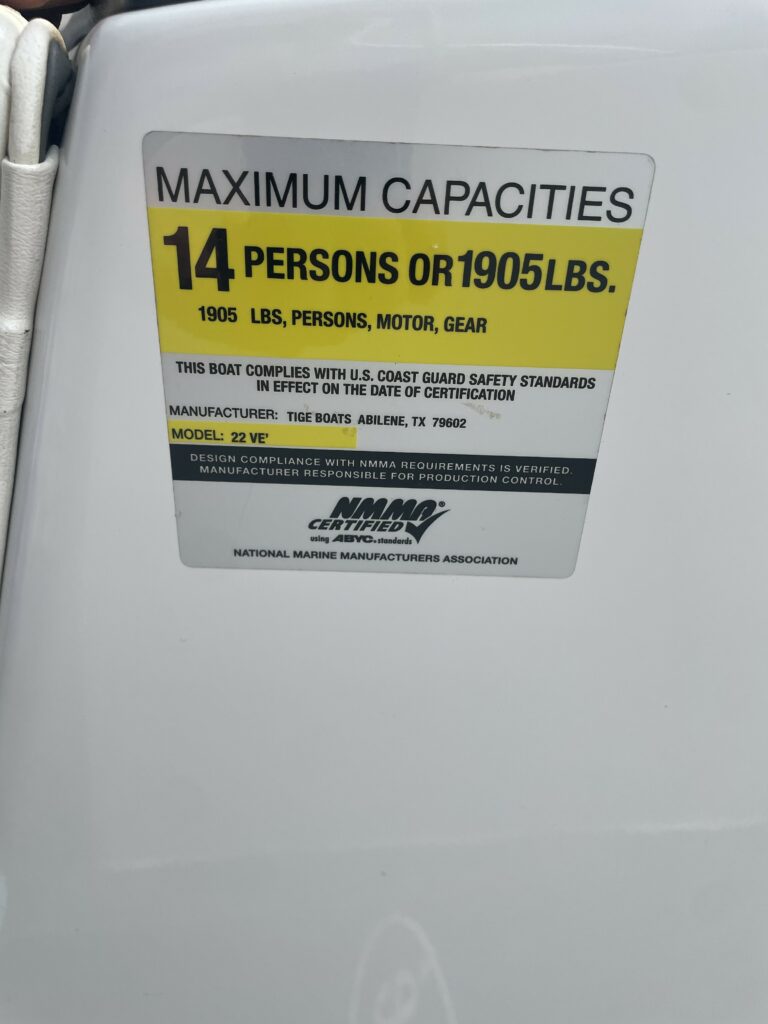 MAXIMUM CAPACITIES
14 PERSONS OR 1905 LBS.
1905 LBS, PERSONS, MOTOR, GEAR
THIS BOAT COMPLIES WITH U.S. COAST GUARD SAFETY STANDARDS
IN EFFECT ON THE DATE OF CERTIFICATION
MANUFACTURER: TIGE BOATS ABILENE, TX 79602
MODEL: 22 VE'
DESIGN COMPLIANCE WITH NMMA REQUIREMENTS IS VERIFIED.
MANUFACTURER RESPONSIBLE FOR PRODUCTION CONTROL.
NMMA®
CERTIFIED
using ABYC. standards
NATIONAL MARINE MANUFACTURERS ASSOCIATION